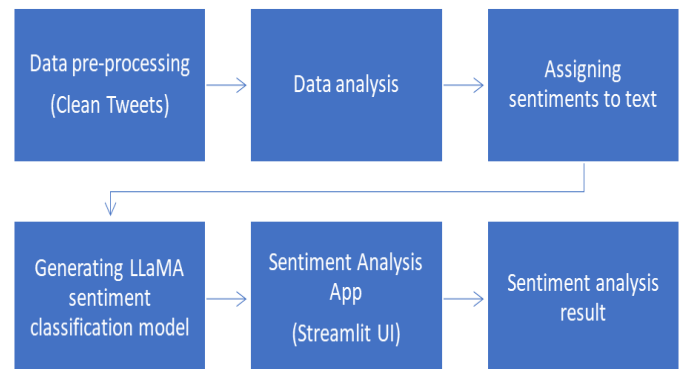 Data pre-processing
(Clean Tweets)
Data analysis
Assigning
sentiments to text
Generating LLaMA
sentiment
classification model
Sentiment Analysis
App
(Streamlit UI)
Sentiment analysis
result